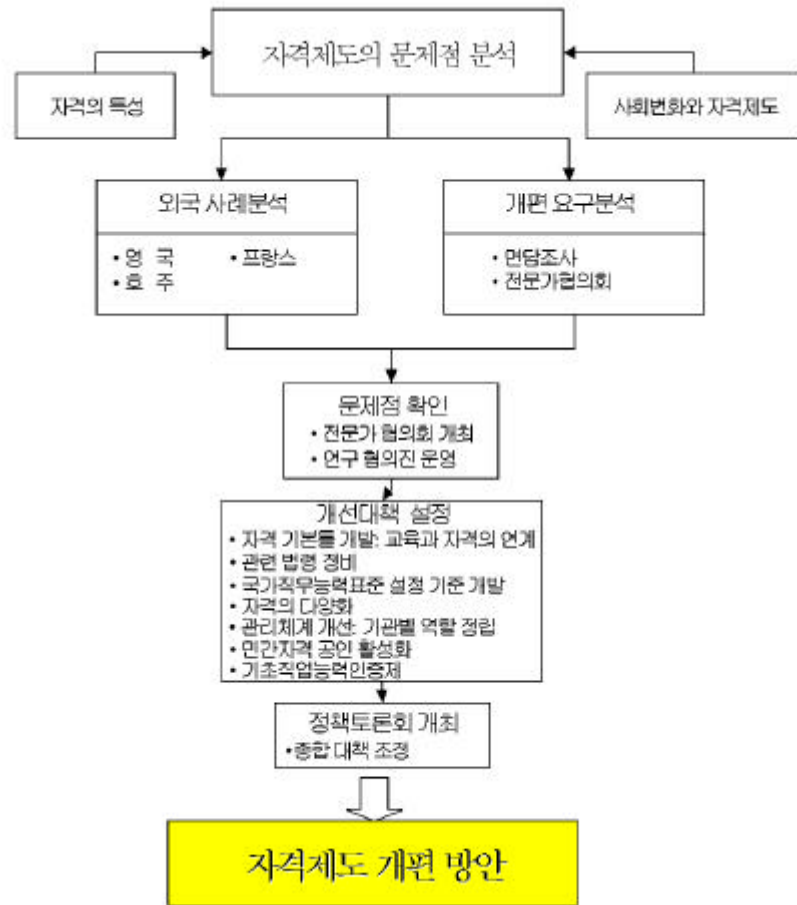 자격제도의 문제점 분석
자격의 특성
사회변화와 자격제도
외국 사례분석
• 영 국 • 프랑스
• 호 주
개편 요구분석
• 면담조사
• 전문가협의회
문제점 확인
• 전문가 협의회 개최
• 연구 협의진 운영
개선대책 설정
• 자격 기본틀 개발: 교육과 자격의 연계
• 관련 법령 정비
• 국가직무능력표준 설정 기준 개발
• 자격의 다양화
• 관리체계 개선: 기관별 역할 정립
• 민간자격 공인 활성화
• 기초직업능력인증제
정책토론회 개최
• 종합 대책 조정
자격제도 개편 방안